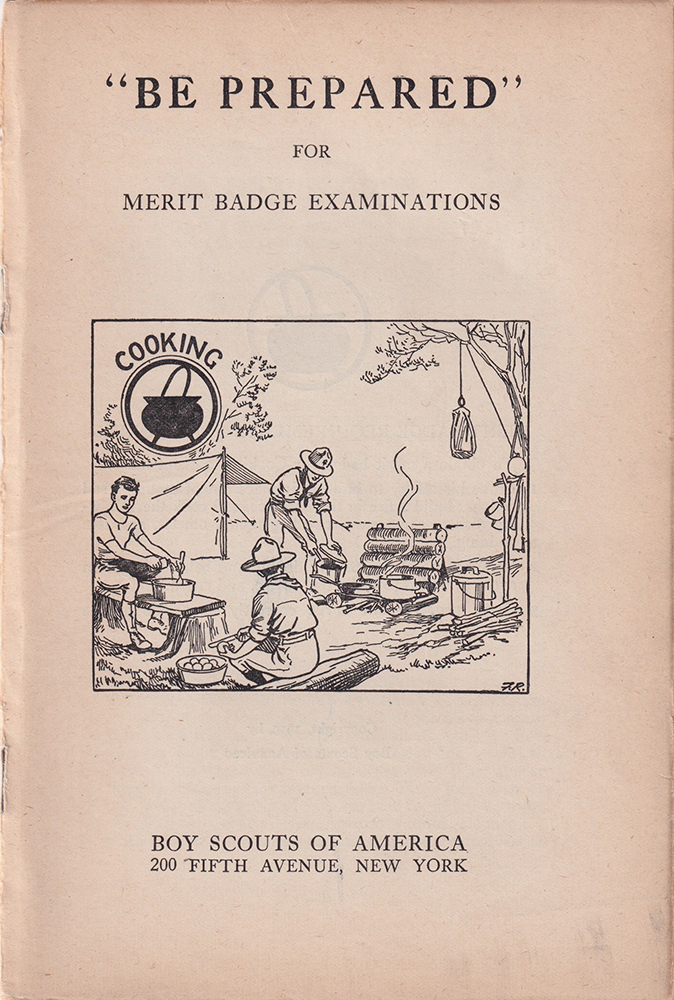 “BE PREPARED”
FOR
MERIT BADGE EXAMINATIONS
COOKING
F.R.
BOY SCOUTS OF AMERICA
200 FIFTH AVENUE, NEW YORK